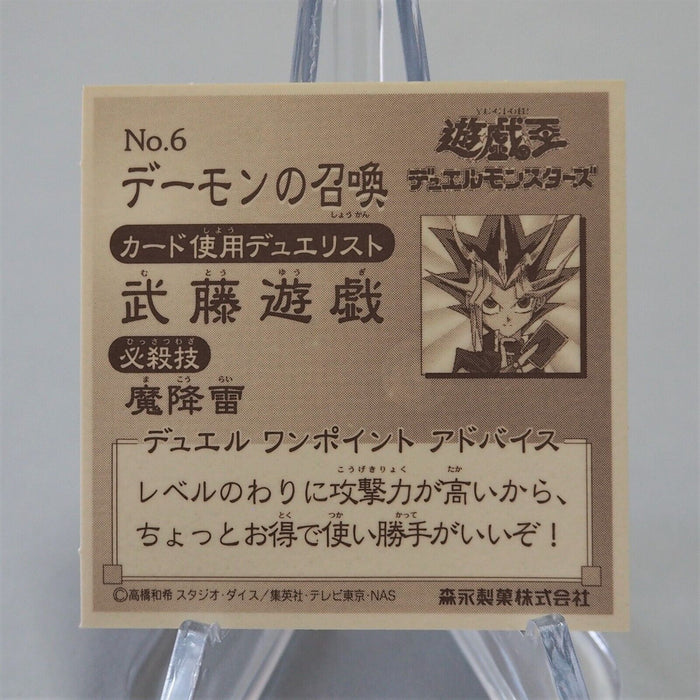 No.6
デーモンの召喚
しょうかん
YU-GI-OH!
遊戯王
デュエルモンスターズ
しよう
カード使用デュエリスト
む とう ゆう ぎ
武藤遊戯
ひっさつわざ
必殺技
ま こう らい
魔降雷
デュエル ワンポイント アドバイス
こうげきりょく たか
レベルのわりに攻撃力が高いから、
とく つか かって
ちょっとお得で使い勝手がいいぞ！
©高橋和希 スタジオ・ダイス／集英社・テレビ東京・NAS
森永製菓株式会社